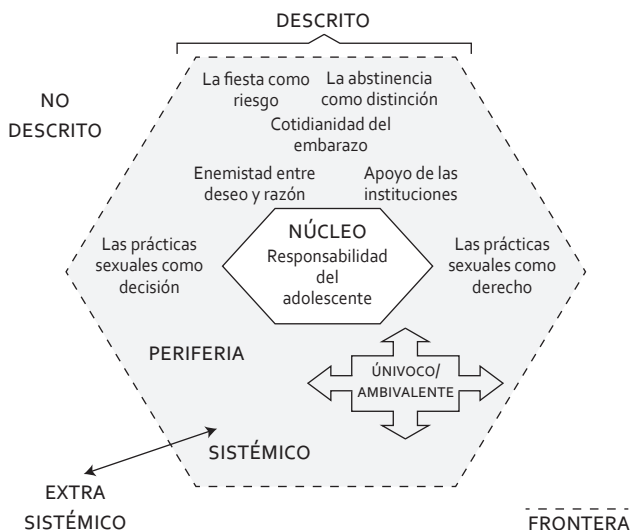 DESCRITO
NO
DESCRITO
La fiesta como
riesgo
La abstinencia
como distinción
Cotidianidad del
embarazo
Enemistad entre
deseo y razón
Apoyo de las
instituciones
NÚCLEO
Responsabilidad
del
adolescente
Las prácticas
sexuales como
decisión
Las prácticas
sexuales como
derecho
PERIFERIA
ÚNIVOCO/
AMBIVALENTE
SISTÉMICO
EXTRA
SISTÉMICO
FRONTERA